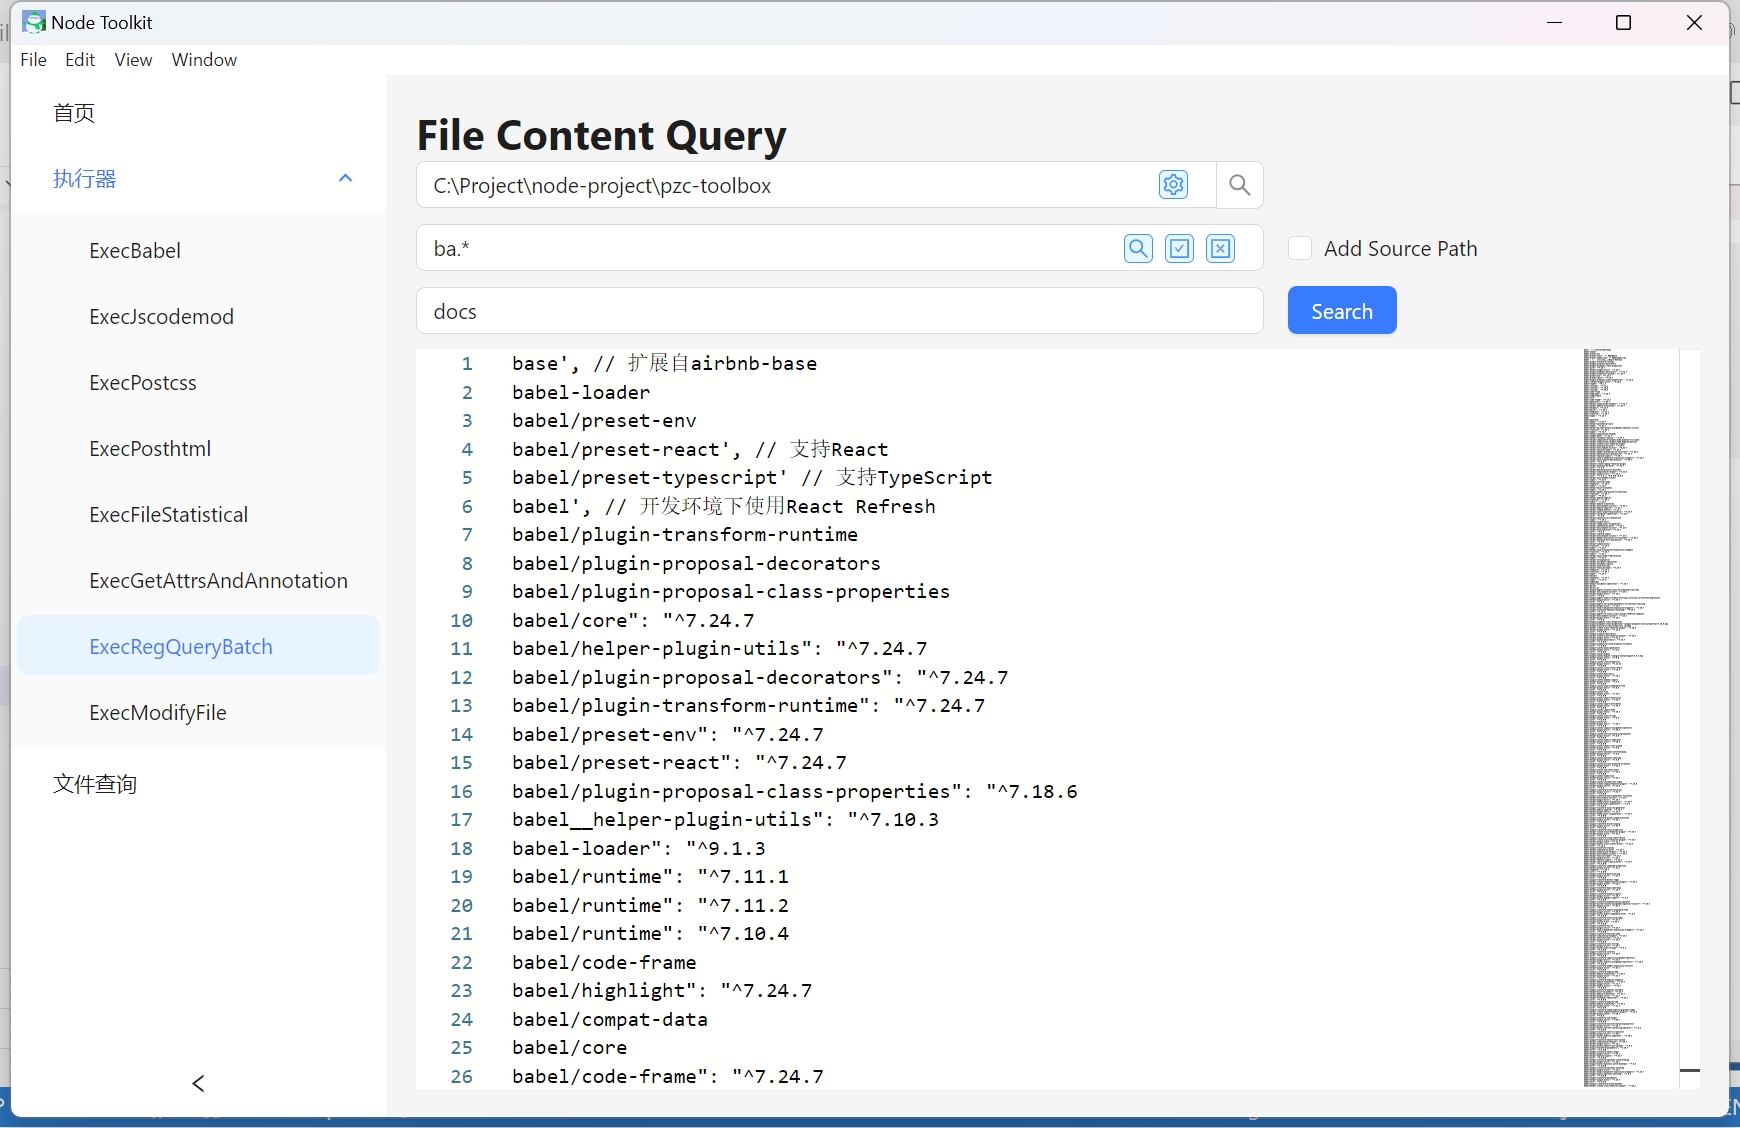 Node Toolkit
File Edit View Window
首页
执行器
ExecBabel
ExecJscodemod
ExecPostcss
ExecPosthtml
ExecFileStatistical
ExecGetAttrsAndAnnotation
ExecRegQueryBatch
ExecModifyFile
文件查询
File Content Query
C:\Project\node-project\pzc-toolbox
ba.*
Add Source Path
docs
Search
1 base', // 扩展自airbnb-base
2 babel-loader
3 babel/preset-env
4 babel/preset-react', // 支持React
5 babel/preset-typescript' // 支持TypeScript
6 babel', // 开发环境下使用React Refresh
7 babel/plugin-transform-runtime
8 babel/plugin-proposal-decorators
9 babel/plugin-proposal-class-properties
10 babel/core": "^7.24.7
11 babel/helper-plugin-utils": "^7.24.7
12 babel/plugin-proposal-decorators": "^7.24.7
13 babel/plugin-transform-runtime": "^7.24.7
14 babel/preset-env": "^7.24.7
15 babel/preset-react": "^7.24.7
16 babel/plugin-proposal-class-properties": "^7.18.6
17 babel__helper-plugin-utils": "^7.10.3
18 babel-loader": "^9.1.3
19 babel/runtime": "^7.11.1
20 babel/runtime": "^7.11.2
21 babel/runtime": "^7.10.4
22 babel/code-frame
23 babel/highlight": "^7.24.7
24 babel/compat-data
25 babel/core
26 babel/code-frame": "^7.24.7